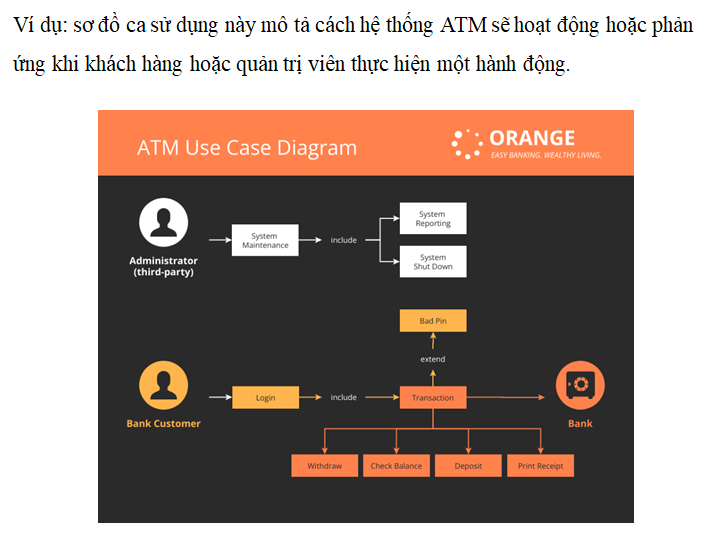 Ví dụ: sơ đồ ca sử dụng này mô tả cách hệ thống ATM sẽ hoạt động hoặc phản
ứng khi khách hàng hoặc quản trị viên thực hiện một hành động.
ATM Use Case Diagram
ORANGE
EASY BANKING. WEALTHY LIVING.
Administrator
(third-party)
System
Maintenance
include
System
Reporting
System
Shut Down
Bad Pin
extend
Bank Customer
Login
include
Transaction
Bank
Withdraw
Check Balance
Deposit
Print Receipt